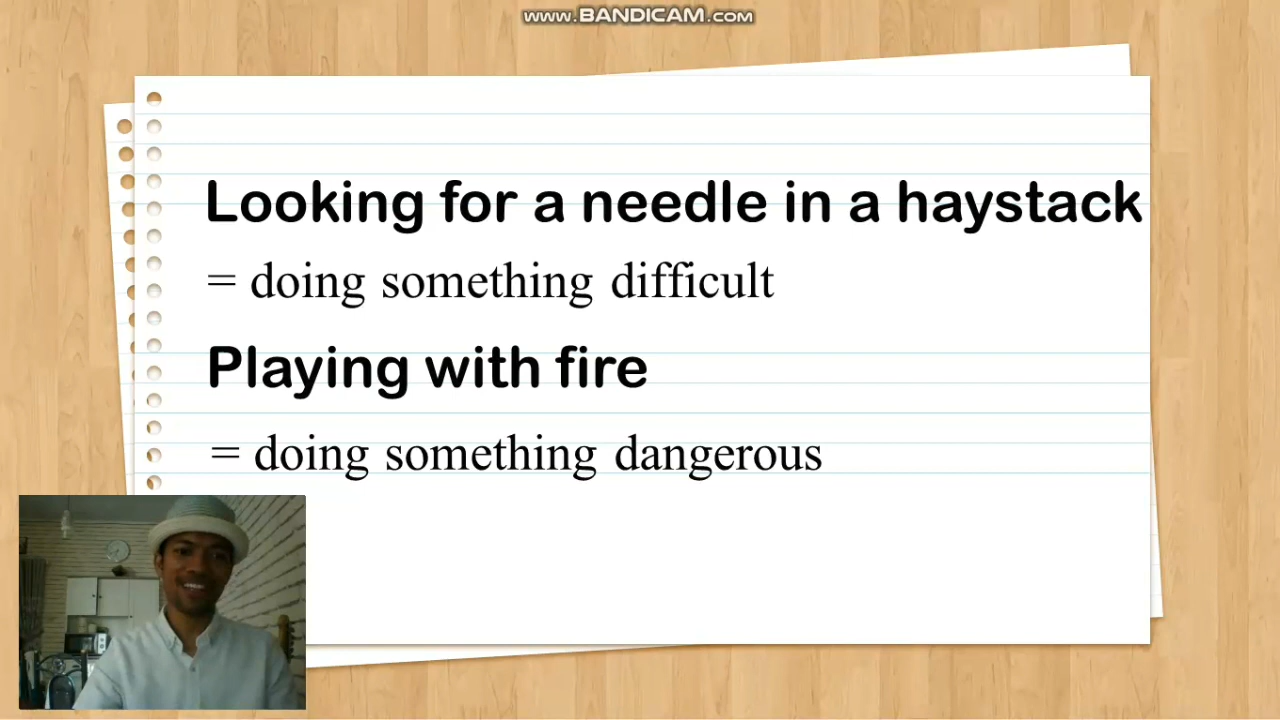 www.BANDICAM.com
Looking for a needle in a haystack
= doing something difficult
Playing with fire
= doing something dangerous